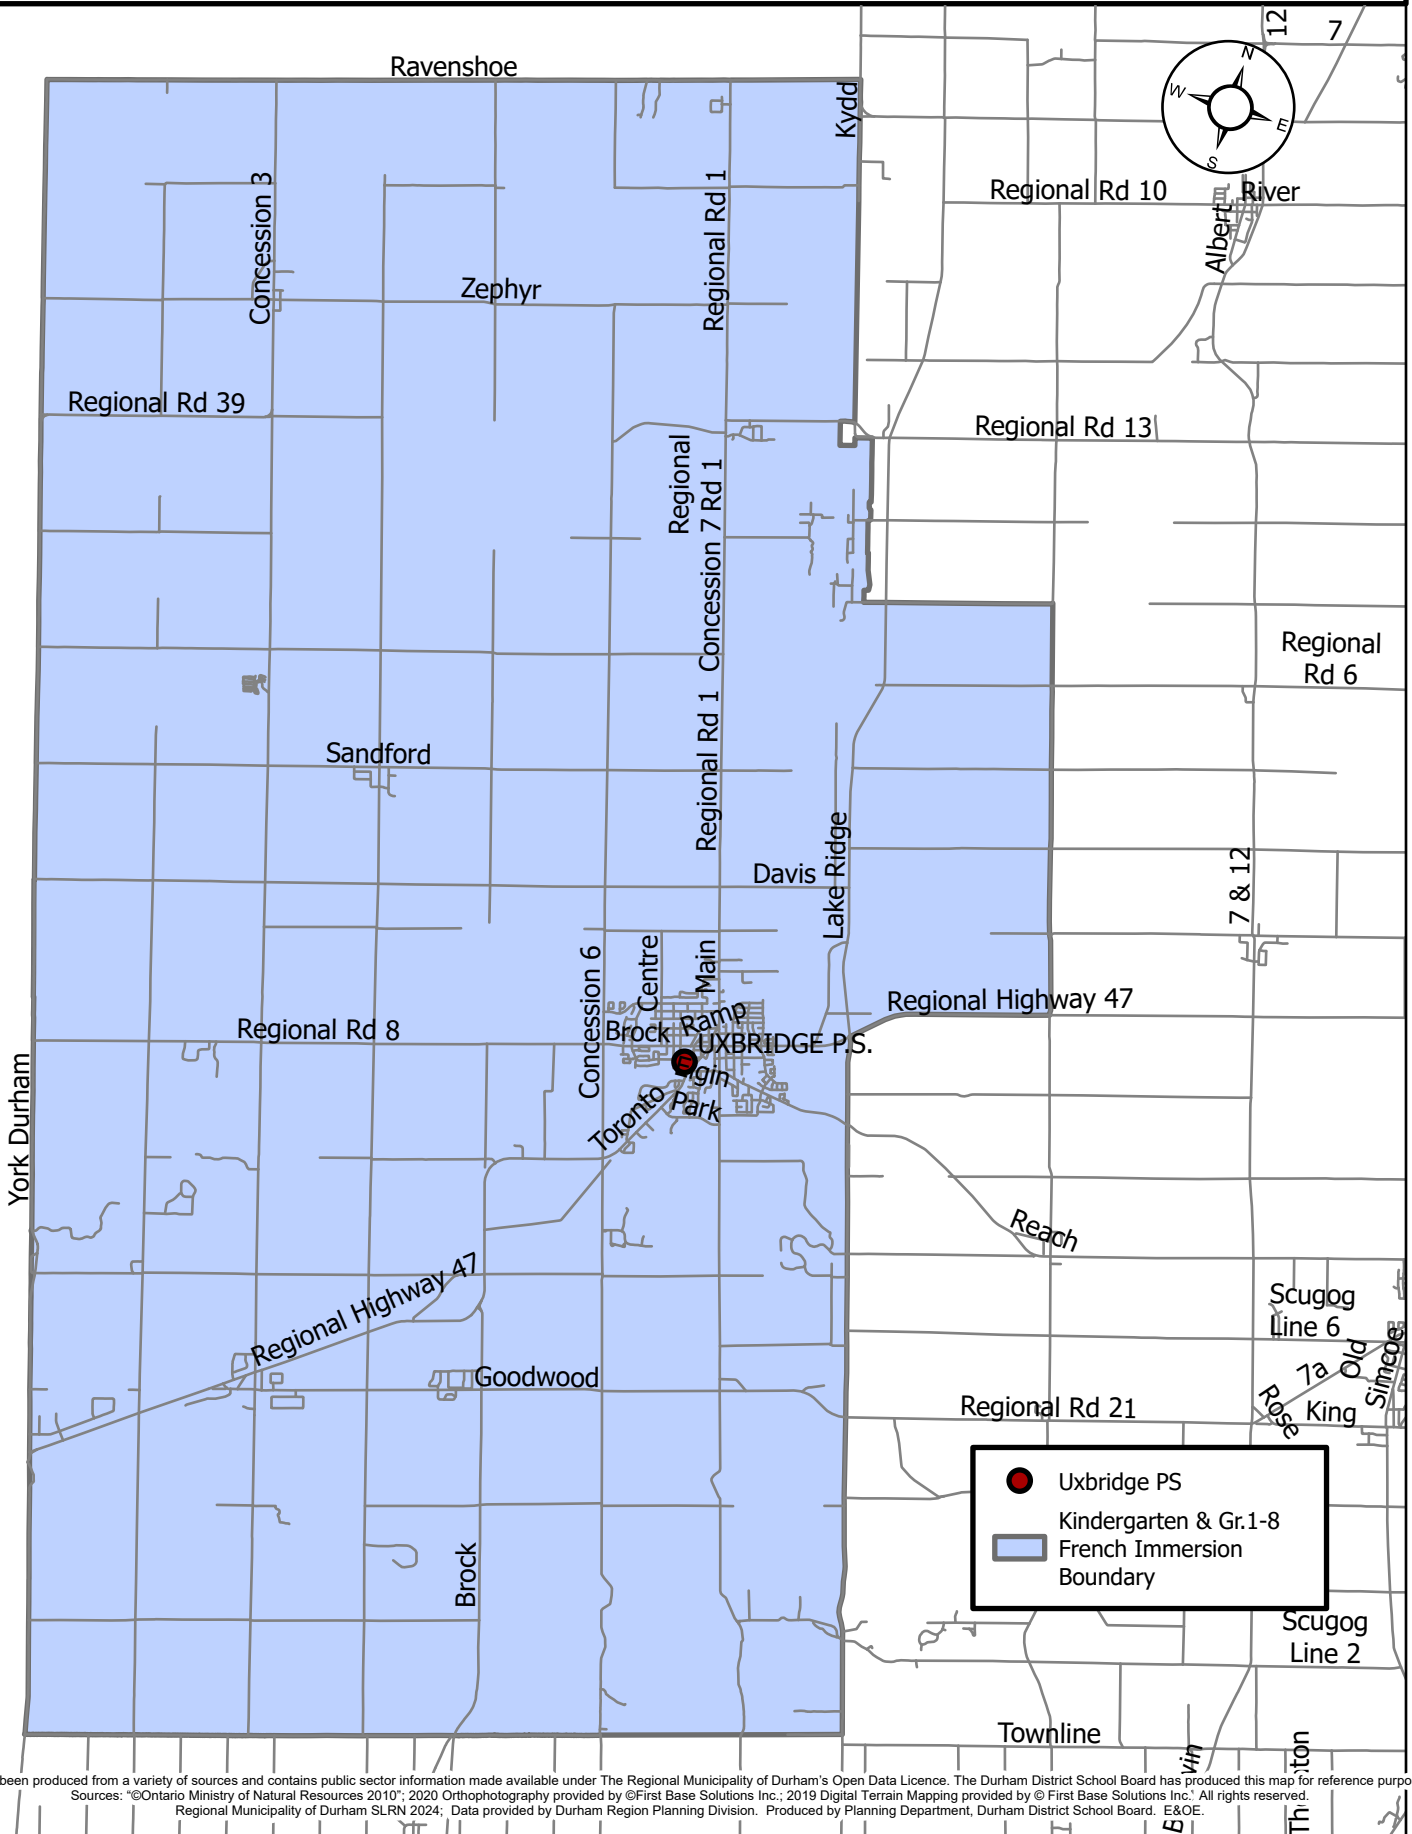 12
7
Ravenshoe
N
W
E
S
Kydd
Regional Rd 10
River
Albert
Concession 3
Regional Rd 1
Zephyr
Regional Rd 39
Regional Rd 13
Regional
Concession 7
Rd 1
Regional
Rd 6
Regional Rd 1
Sandford
Lake Ridge
Davis
7 & 12
Concession 6
Centre
Main
Regional Highway 47
Ramp
Regional Rd 8
Brock
UXBRIDGE P.S.
York Durham
Toronto
Park
Reach
Regional Highway 47
Scugog
Line 6
Old
Simcoe
7a
Goodwood
Rose
King
Regional Rd 21
Uxbridge PS
Kindergarten & Gr.1-8
French Immersion
Boundary
Brock
Scugog
Line 2
Townline
been produced from a variety of sources and contains public sector information made available under The Regional Municipality of Durham's Open Data Licence. The Durham District School Board has produced this map for reference purpo
Sources: "©Ontario Ministry of Natural Resources 2010"; 2020 Orthophotography provided by ©First Base Solutions Inc.; 2019 Digital Terrain Mapping provided by © First Base Solutions Inc.; All rights reserved.
Regional Municipality of Durham SLRN 2024; Data provided by Durham Region Planning Division. Produced by Planning Department, Durham District School Board. E&OE.